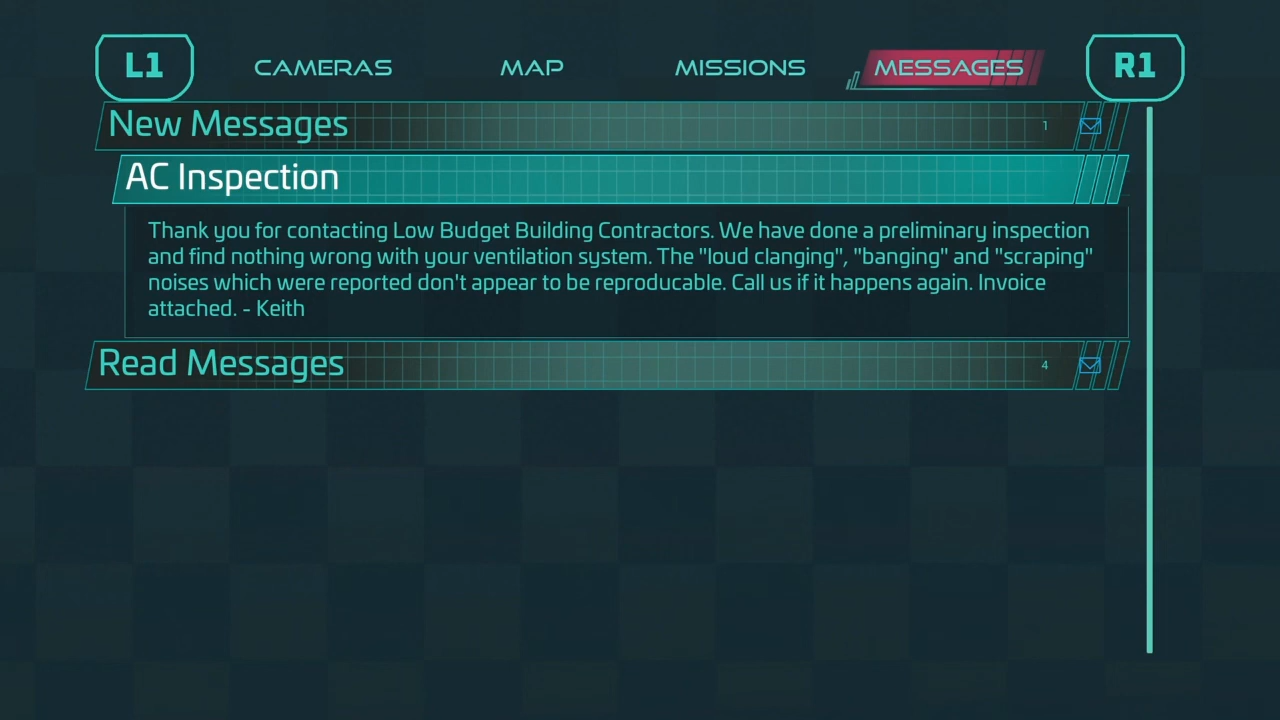 L1 CAMERAS MAP MISSIONS MESSAGES R1
New Messages 1
AC Inspection
Thank you for contacting Low Budget Building Contractors. We have done a preliminary inspection
and find nothing wrong with your ventilation system. The "loud clanging", "banging" and "scraping"
noises which were reported don't appear to be reproducable. Call us if it happens again. Invoice
attached. - Keith
Read Messages 4